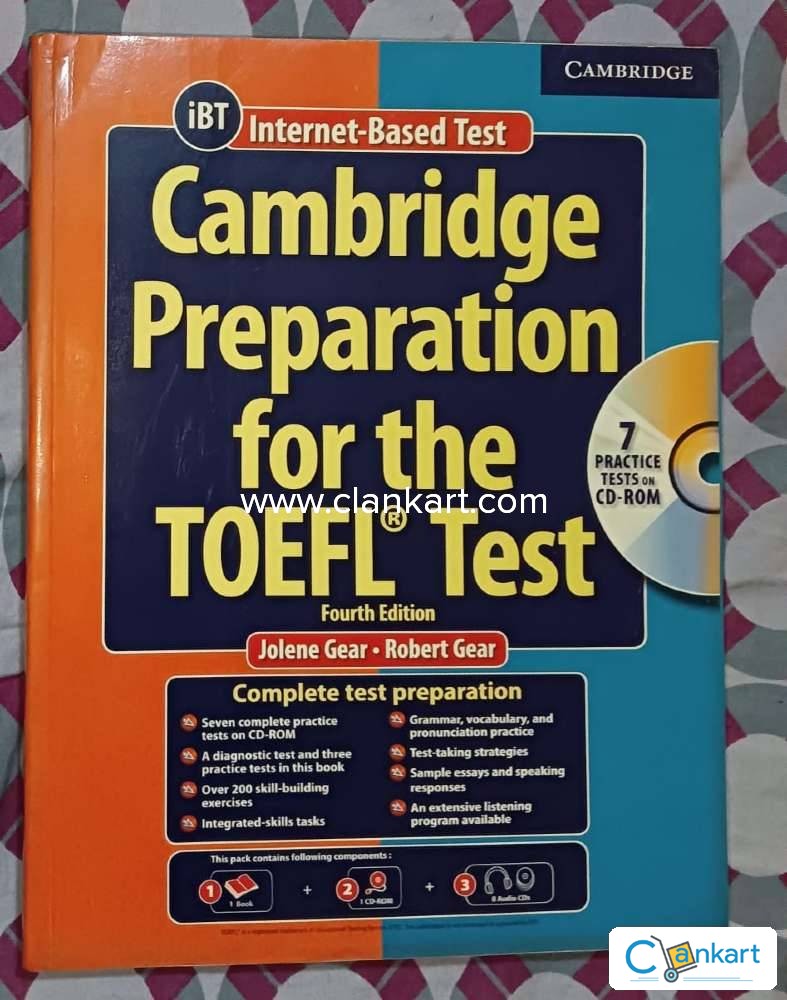 CAMBRIDGE
iBT Internet-Based Test
Cambridge
Preparation
for the
TOEFL® Test
7
PRACTICE
TESTS ON
CD-ROM
www.clankart.com
Fourth Edition
Jolene Gear • Robert Gear
Complete test preparation
Seven complete practice
tests on CD-ROM
A diagnostic test and three
practice tests in this book
Over 200 skill-building
exercises
Integrated-skills tasks
Grammar, vocabulary, and
pronunciation practice
Test-taking strategies
Sample essays and speaking
responses
An extensive listening
program available
This pack contains following components :
1
1 Book
+
2
1 CD-ROM
+
3
8 Audio CDs
Clankart